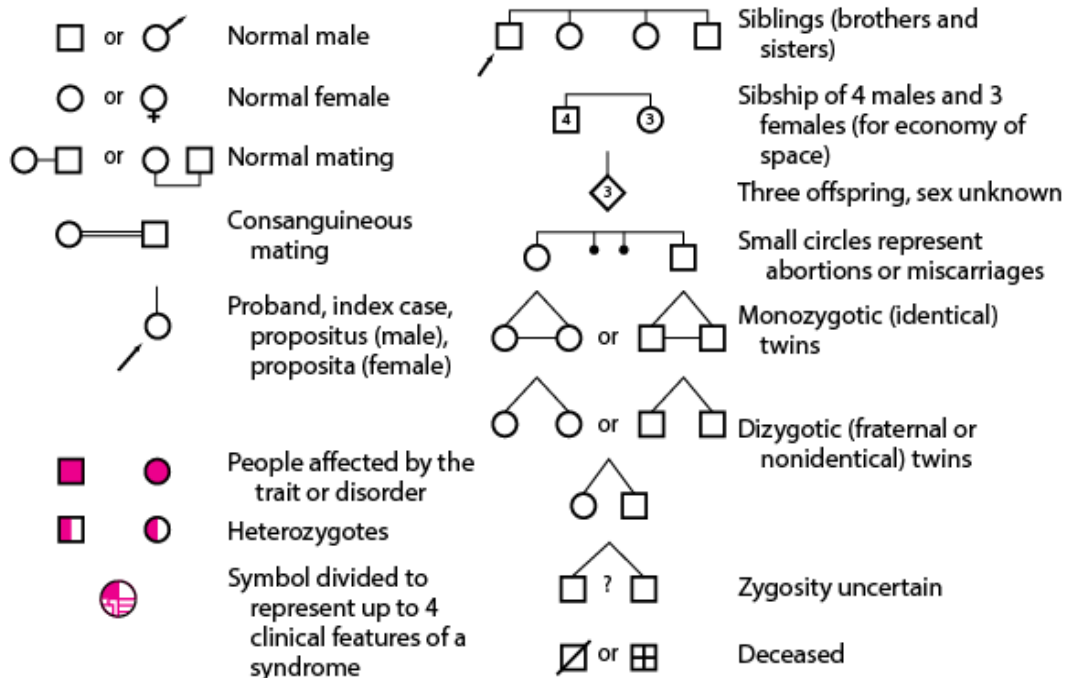 or
Normal male
or
Normal female
or
Normal mating
Consanguineous
mating
Proband, index case,
propositus (male),
proposita (female)
People affected by the
trait or disorder
Heterozygotes
Symbol divided to
represent up to 4
clinical features of a
syndrome
Siblings (brothers and
sisters)
4 3
Sibship of 4 males and 3
females (for economy of
space)
3
Three offspring, sex unknown
Small circles represent
abortions or miscarriages
or
Monozygotic (identical)
twins
or
Dizygotic (fraternal or
nonidentical) twins
?
Zygosity uncertain
or
Deceased